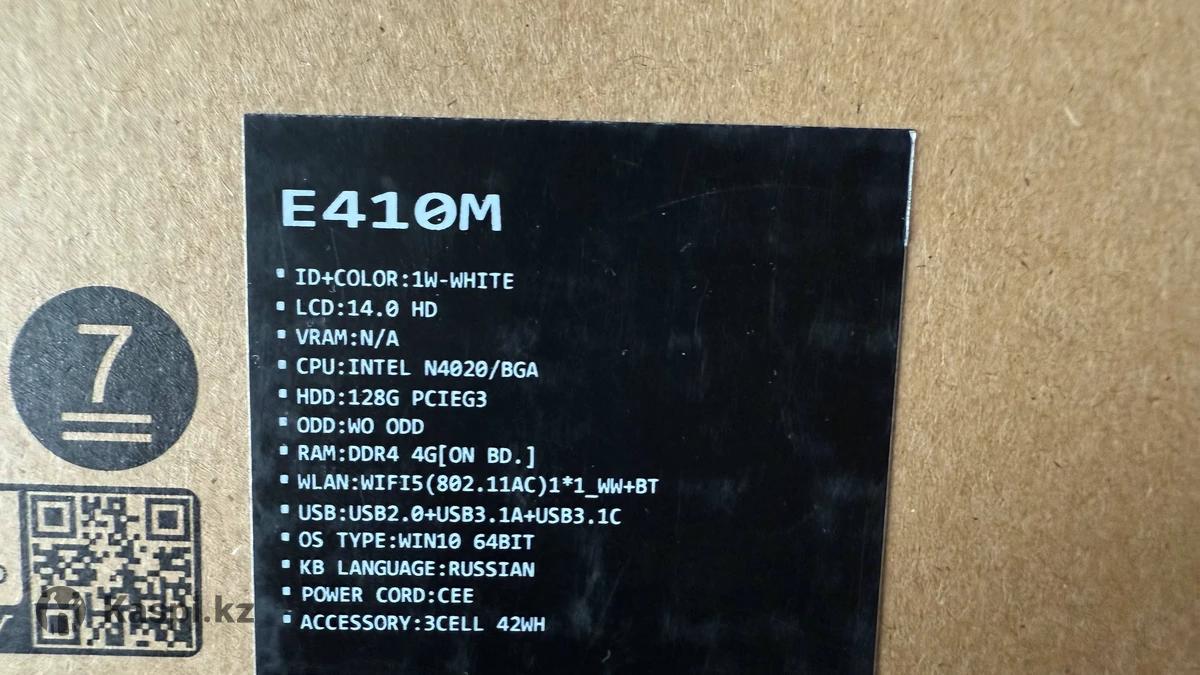 E410M
ID+COLOR:1W-WHITE
LCD:14.0 HD
VRAM:N/A
CPU:INTEL N4020/BGA
HDD:128G PCIEG3
ODD:WO ODD
RAM:DDR4 4G[ON BD.]
WLAN:WIFI5(802.11AC)1*1_WW+BT
USB:USB2.0+USB3.1A+USB3.1C
OS TYPE:WIN10 64BIT
KB LANGUAGE:RUSSIAN
POWER CORD:CEE
ACCESSORY:3CELL 42WH
7
Kaspi.kz